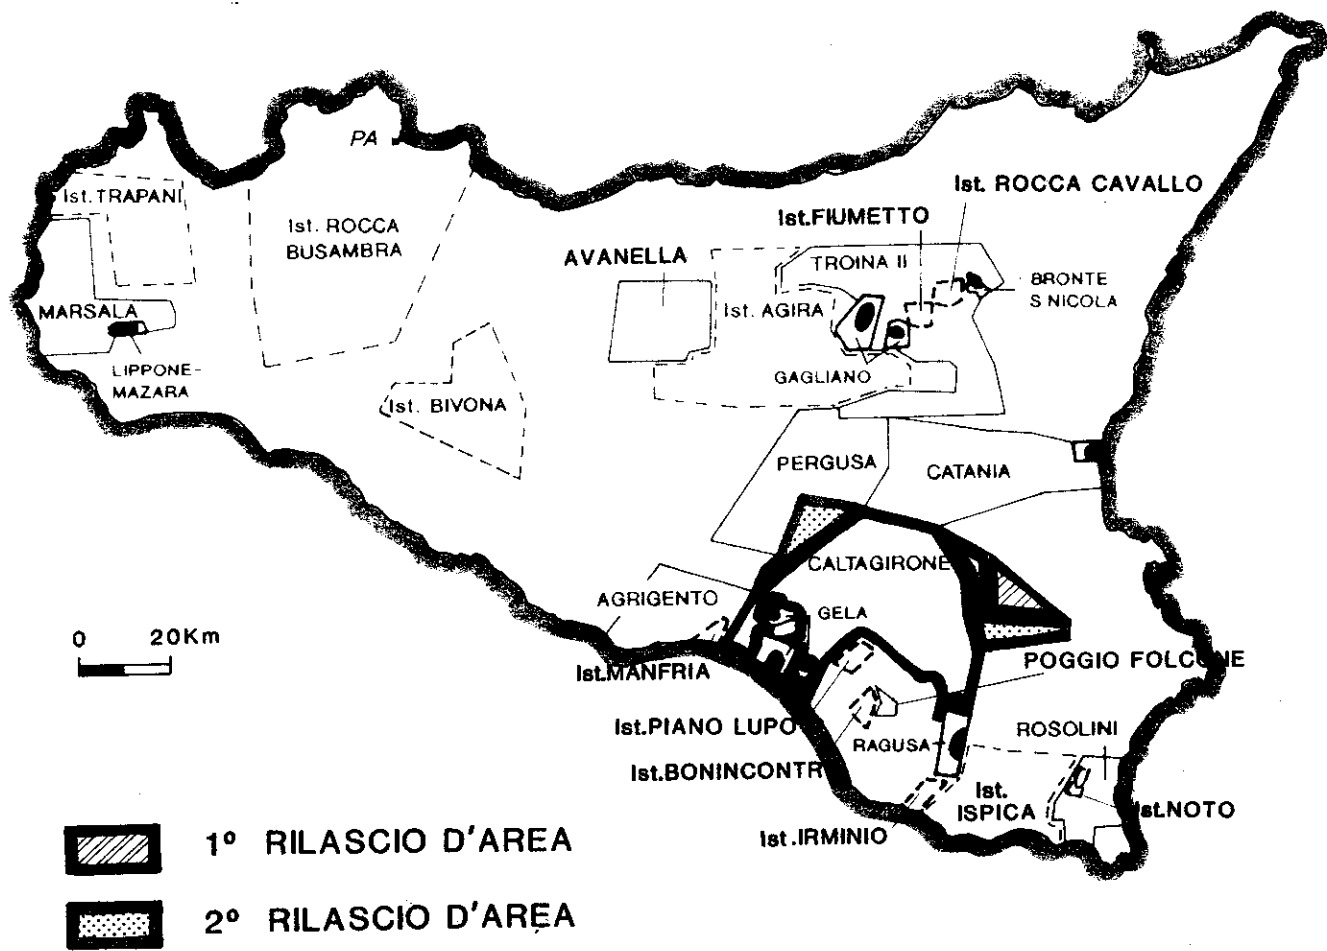 PA
Ist. TRAPANI
Ist. ROCCA
BUSAMBRA
Ist. ROCCA CAVALLO
Ist.FIUMETTO
AVANELLA
TROINA II
BRONTE
S.NICOLA
Ist. AGIRA
MARSALA
LIPPONE-
MAZARA
GAGLIANO
Ist. BIVONA
PERGUSA
CATANIA
CALTAGIRONE
AGRIGENTO
GELA
0 20Km
Ist.MANFRIA
POGGIO FOLCONE
Ist.PIANO LUPO
ROSOLINI
RAGUSA
Ist.BONINCONTR
Ist.
ISPICA
Ist.NOTO
Ist.IRMINIO
1º RILASCIO D'AREA
2º RILASCIO D'AREA